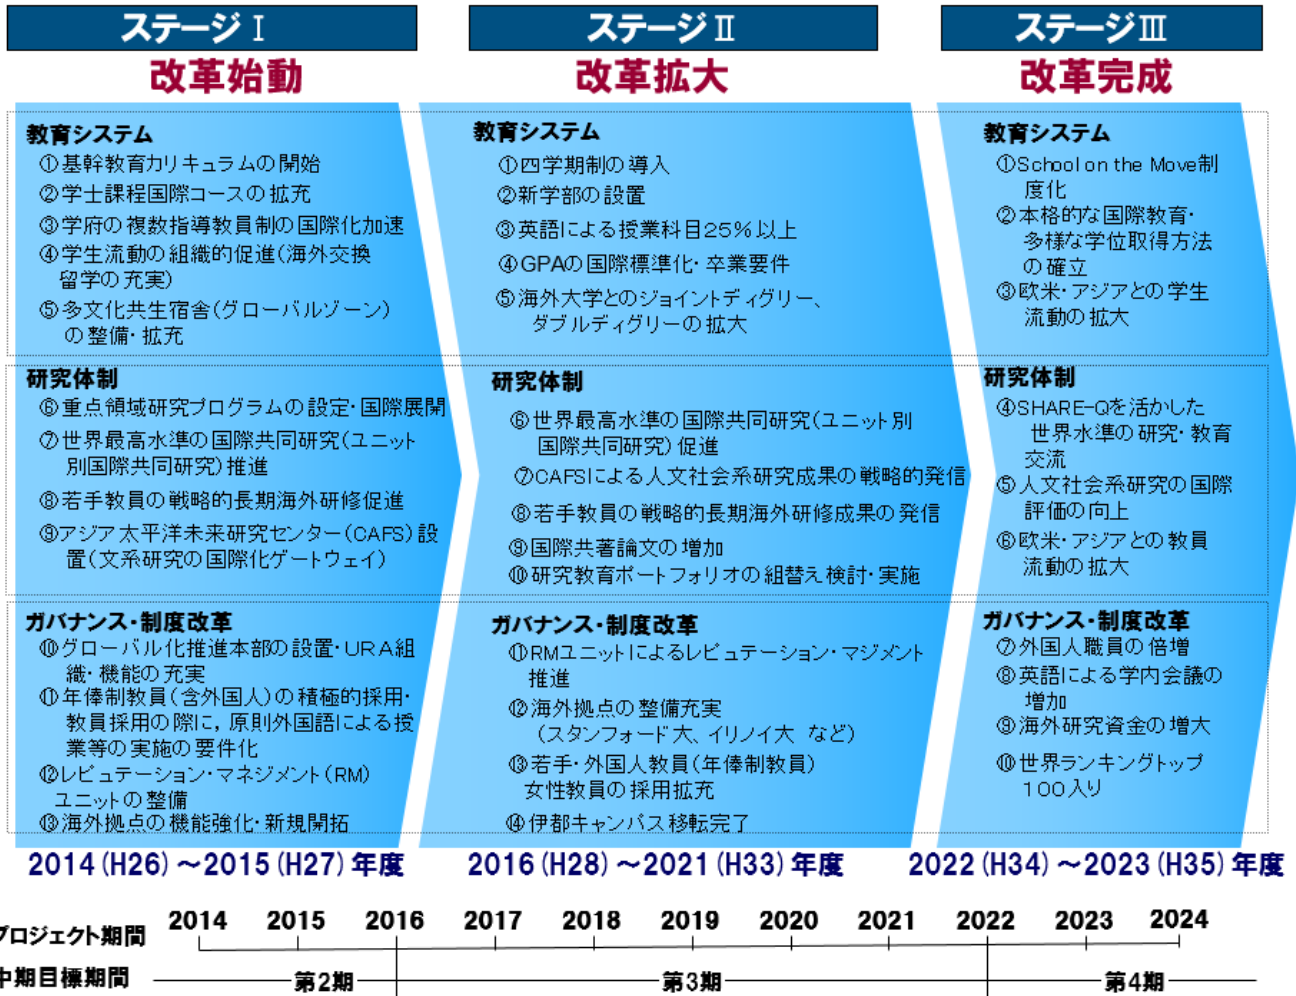 ステージⅠ
改革始動
教育システム
①基幹教育カリキュラムの開始
②学士課程国際コースの拡充
③学府の複数指導教員制の国際化加速
④学生流動の組織的促進(海外交換
留学の充実)
⑤多文化共生宿舎(グローバルゾーン)
の整備・拡充
研究体制
⑥重点領域研究プログラムの設定・国際展開
⑦世界最高水準の国際共同研究(ユニット
別国際共同研究)推進
⑧若手教員の戦略的長期海外研修促進
⑨アジア太平洋未来研究センター(CAFS)設
置(文系研究の国際化ゲートウェイ)
ガバナンス・制度改革
⑩グローバル化推進本部の設置・URA組
織・機能の充実
⑪年俸制教員(含外国人)の積極的採用・
教員採用の際に,原則外国語による授
業等の実施の要件化
⑫レピュテーション・マネジメント(RM)
ユニットの整備
⑬海外拠点の機能強化・新規開拓
2014(H26)～2015(H27)年度
ステージⅡ
改革拡大
教育システム
①四学期制の導入
②新学部の設置
③英語による授業科目25%以上
④GPAの国際標準化・卒業要件
⑤海外大学とのジョイントディグリー、
ダブルディグリーの拡大
研究体制
⑥世界最高水準の国際共同研究(ユニット別
国際共同研究)促進
⑦CAFSによる人文社会系研究成果の戦略的発信
⑧若手教員の戦略的長期海外研修成果の発信
⑨国際共著論文の増加
⑩研究教育ポートフォリオの組替え検討・実施
ガバナンス・制度改革
⑪RMユニットによるレピュテーション・マジメント
推進
⑫海外拠点の整備充実
(スタンフォード大、イリノイ大 など)
⑬若手・外国人教員(年俸制教員)
女性教員の採用拡充
⑭伊都キャンパス移転完了
2016(H28)～2021(H33)年度
ステージⅢ
改革完成
教育システム
①School on the Move制
度化
②本格的な国際教育・
多様な学位取得方法
の確立
③欧米・アジアとの学生
流動の拡大
研究体制
④SHARE-Qを活かした
世界水準の研究・教育
交流
⑤人文社会系研究の国際
評価の向上
⑥欧米・アジアとの教員
流動の拡大
ガバナンス・制度改革
⑦外国人職員の倍増
⑧英語による学内会議の
増加
⑨海外研究資金の増大
⑩世界ランキングトップ
100入り
2022(H34)～2023(H35)年度
プロジェクト期間 2014 2015 2016 2017 2018 2019 2020 2021 2022 2023 2024
中期目標期間 第2期 第3期 第4期